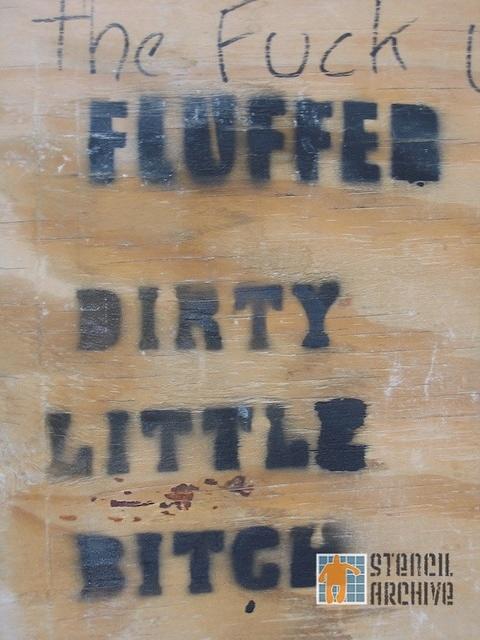 the Fuck
FLUFFER
DIRTY
LITTLE
BITCH
STENCIL
ARCHIVE